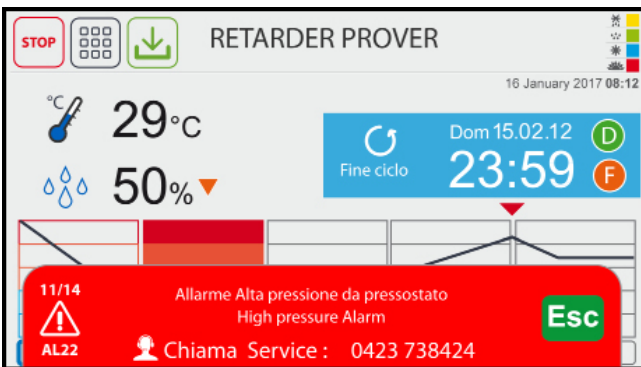 STOP
RETARDER PROVER
16 January 2017 08:12
°C
29°C
50%
Fine ciclo
Dom 15.02.12
23:59
D
F
11/14
AL22
Allarme Alta pressione da pressostato
High pressure Alarm
Chiama Service : 0423 738424
Esc